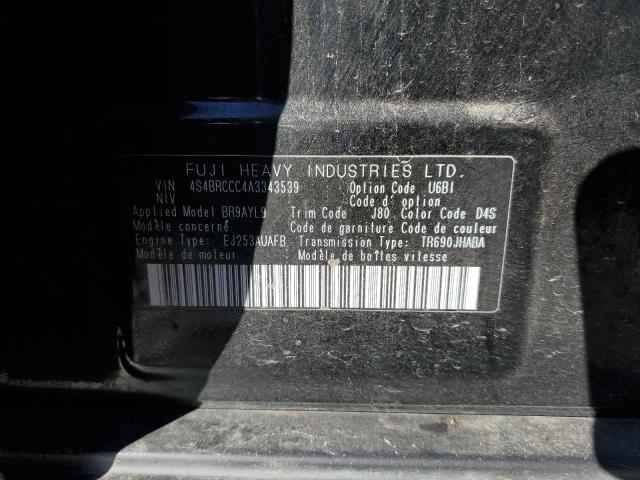 FUJI HEAVY INDUSTRIES LTD.
VIN 4S4BRCCC4A3343539 Option Code U6BI
NIV Code d'option
Applied Model BR9AYL9 Trim Code J80 Color Code D4S
Modèle concerné Code de garniture Code de couleur
Engine Type: EJ253AUAFB Transmission Type: TR690JHABA
Modèle de moteur: Modèle de boîtes vitesse